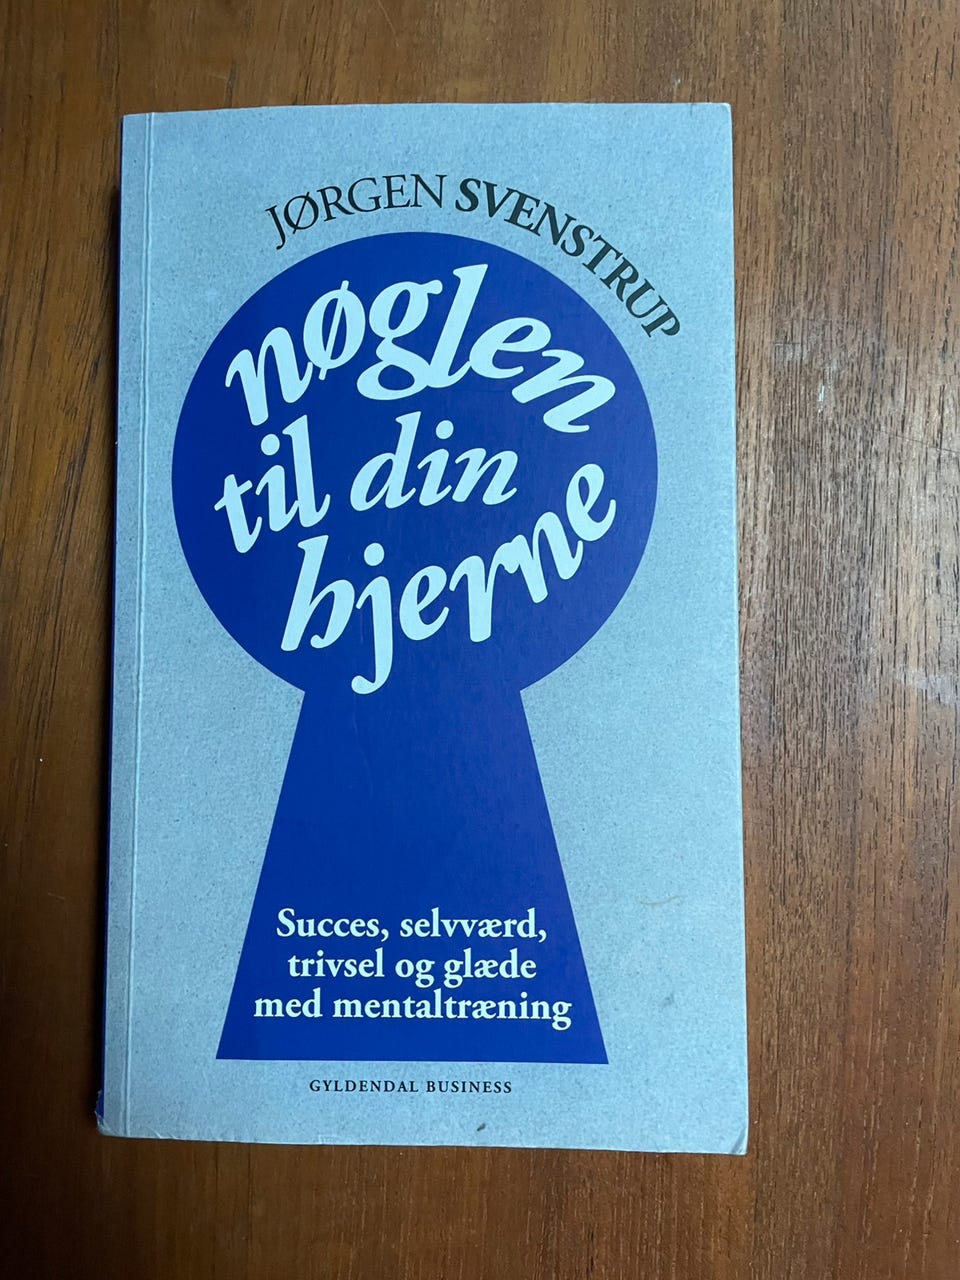 JØRGEN SVENSTRUP
nøglen
til din
hjerne
Succes, selvværd,
trivsel og glæde
med mentaltræning
GYLDENDAL BUSINESS